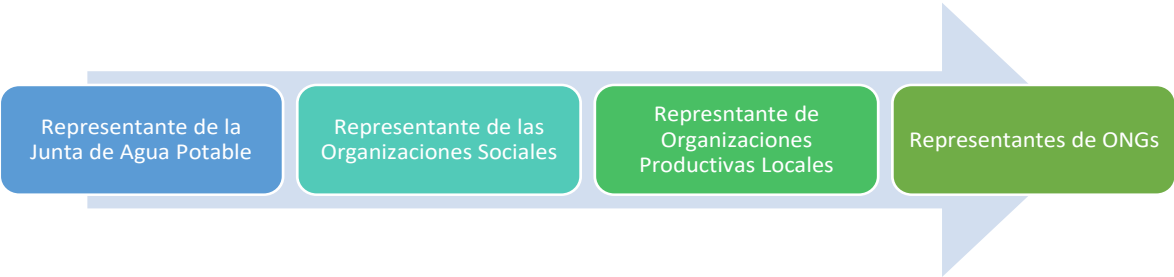 Representante de la
Junta de Agua Potable
Representante de las
Organizaciones Sociales
Represntante de
Organizaciones
Productivas Locales
Representantes de ONGs